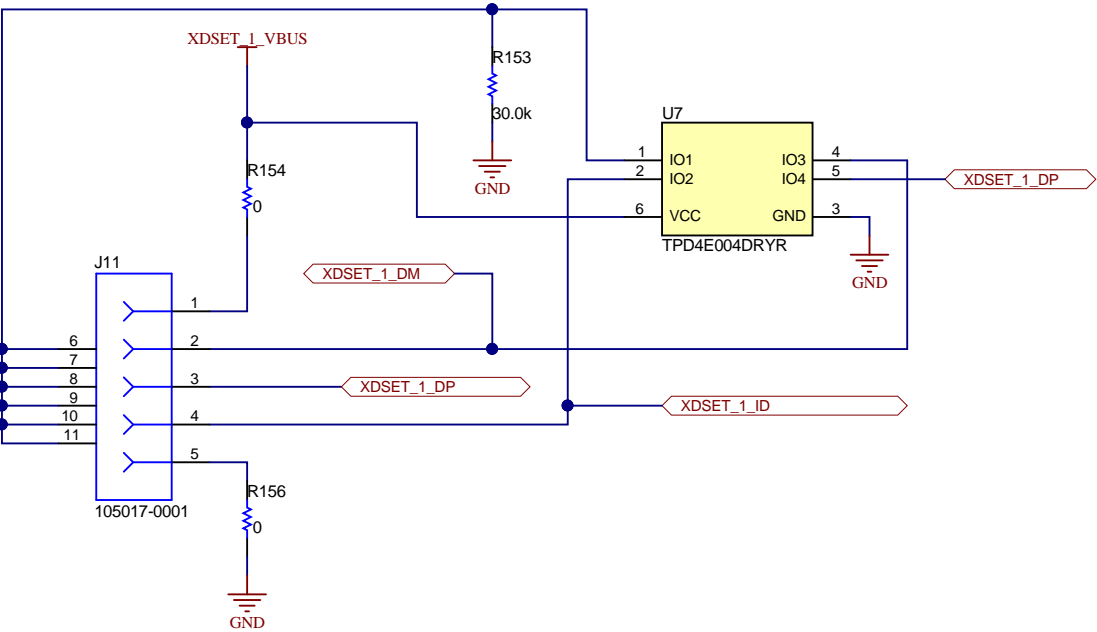 XDSET_1_VBUS
R153
30.0k
GND
R154
0
U7
1 IO1 IO3 4
2 IO2 IO4 5
6 VCC GND 3
TPD4E004DRYR
XDSET_1_DP
GND
J11
XDSET_1_DM
1
6 2
7
8 3
XDSET_1_DP
9
10 4
XDSET_1_ID
11
5
105017-0001
R156
0
GND